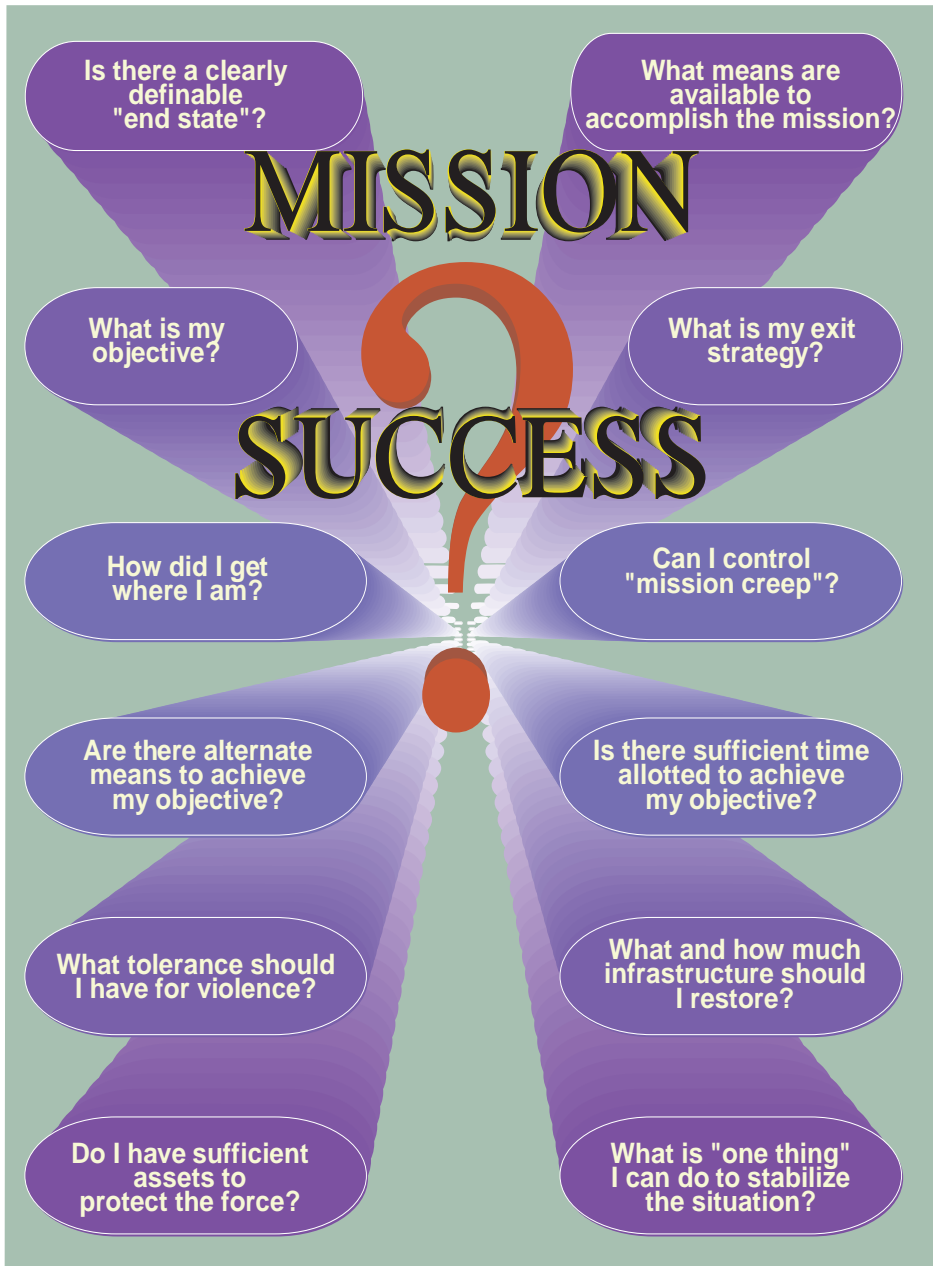 Is there a clearly
definable
"end state"?
What means are
available to
accomplish the mission?
MISSION
What is my
objective?
What is my exit
strategy?
SUCCESS
How did I get
where I am?
Can I control
"mission creep"?
Are there alternate
means to achieve
my objective?
Is there sufficient time
allotted to achieve
my objective?
What tolerance should
I have for violence?
What and how much
infrastructure should
I restore?
Do I have sufficient
assets to
protect the force?
What is "one thing"
I can do to stabilize
the situation?